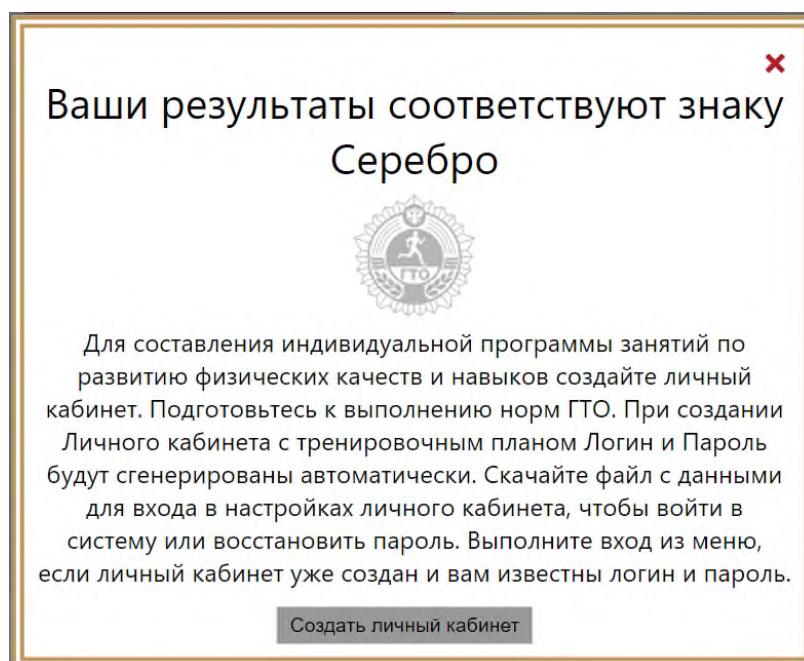 Ваши результаты соответствуют знаку
Серебро
ГТО
Для составления индивидуальной программы занятий по
развитию физических качеств и навыков создайте личный
кабинет. Подготовьтесь к выполнению норм ГТО. При создании
Личного кабинета с тренировочным планом Логин и Пароль
будут сгенерированы автоматически. Скачайте файл с данными
для входа в настройках личного кабинета, чтобы войти в
систему или восстановить пароль. Выполните вход из меню,
если личный кабинет уже создан и вам известны логин и пароль.
Создать личный кабинет